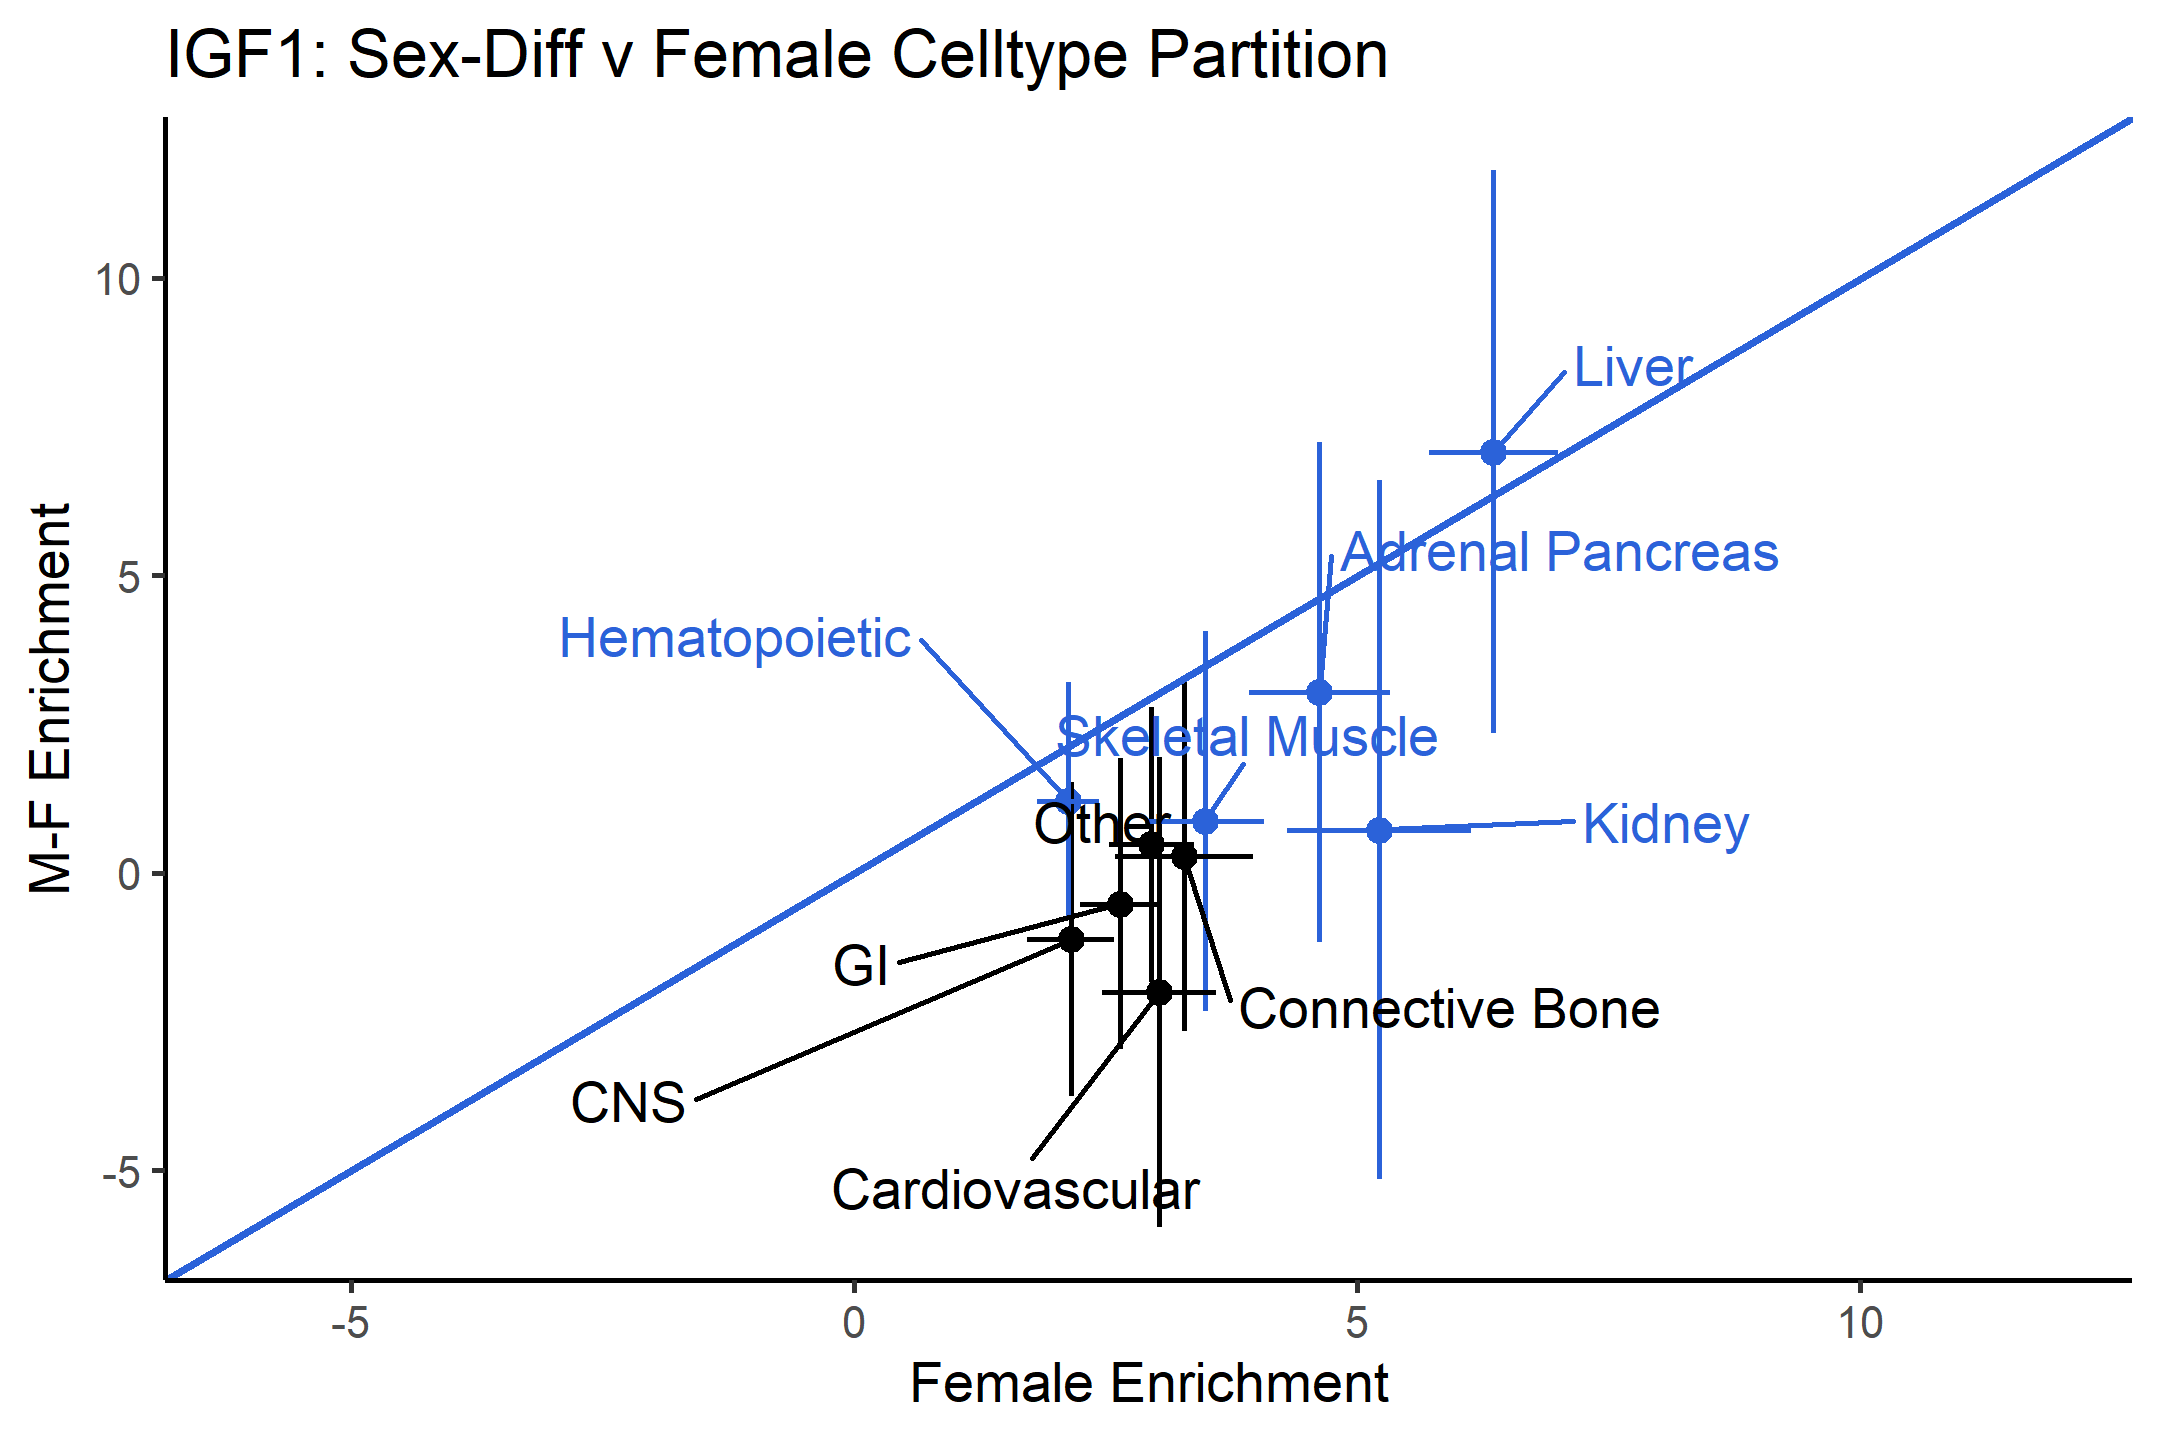 IGF1: Sex-Diff v Female Celltype Partition
M-F Enrichment
10
5
0
-5
Liver
Adrenal Pancreas
Hematopoietic
Skeletal Muscle
Other
Kidney
GI
Connective Bone
CNS
Cardiovascular
-5
0
5
10
Female Enrichment